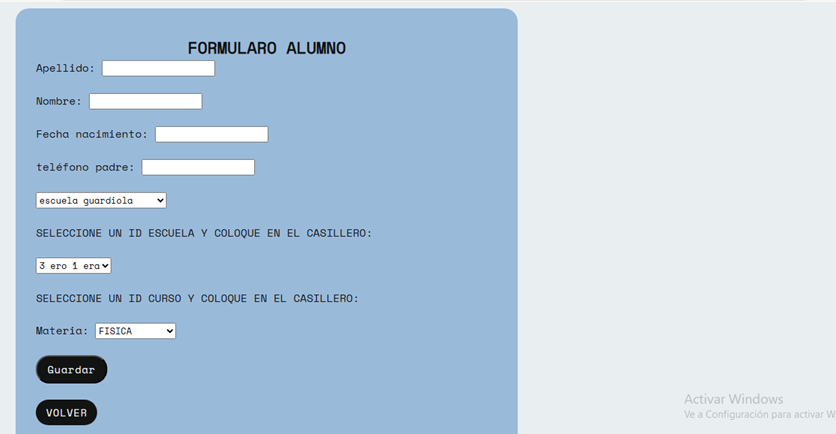 FORMULARO ALUMNO
Apellido:
Nombre:
Fecha nacimiento:
teléfono padre:
escuela guardiola
SELECCIONE UN ID ESCUELA Y COLOQUE EN EL CASILLERO:
3 ero 1 era
SELECCIONE UN ID CURSO Y COLOQUE EN EL CASILLERO:
Materia: FISICA
Guardar
VOLVER
Activar Windows
Ve a Configuración para activar W